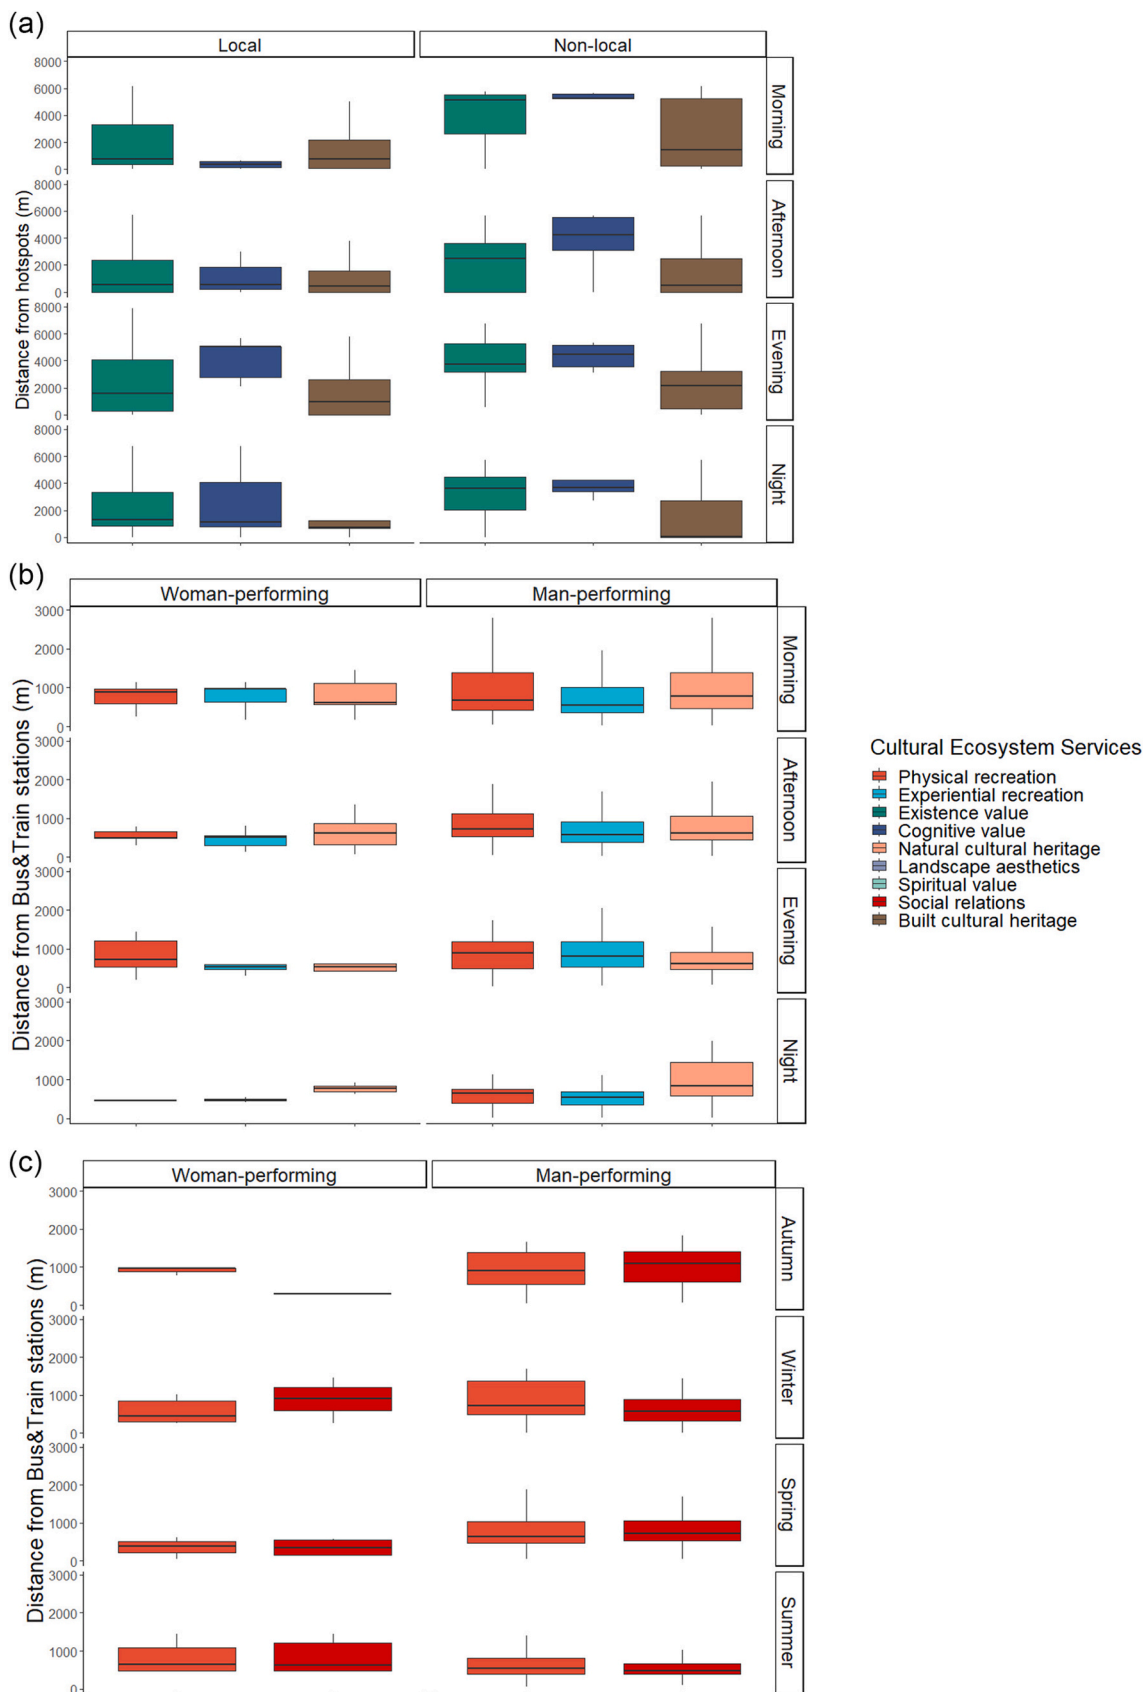 (a)
Local Non-local
Distance from hotspots (m)
8000
6000
4000
2000
0
Morning
8000
6000
4000
2000
0
Afternoon
8000
6000
4000
2000
0
Evening
8000
6000
4000
2000
0
Night
(b)
Woman-performing Man-performing
Distance from Bus&Train stations (m)
3000
2000
1000
0
Morning
3000
2000
1000
0
Afternoon
3000
2000
1000
0
Evening
3000
2000
1000
0
Night
Cultural Ecosystem Services
Physical recreation
Experiential recreation
Existence value
Cognitive value
Natural cultural heritage
Landscape aesthetics
Spiritual value
Social relations
Built cultural heritage
(c)
Woman-performing Man-performing
Distance from Bus&Train stations (m)
3000
2000
1000
0
Autumn
3000
2000
1000
0
Winter
3000
2000
1000
0
Spring
3000
2000
1000
0
Summer